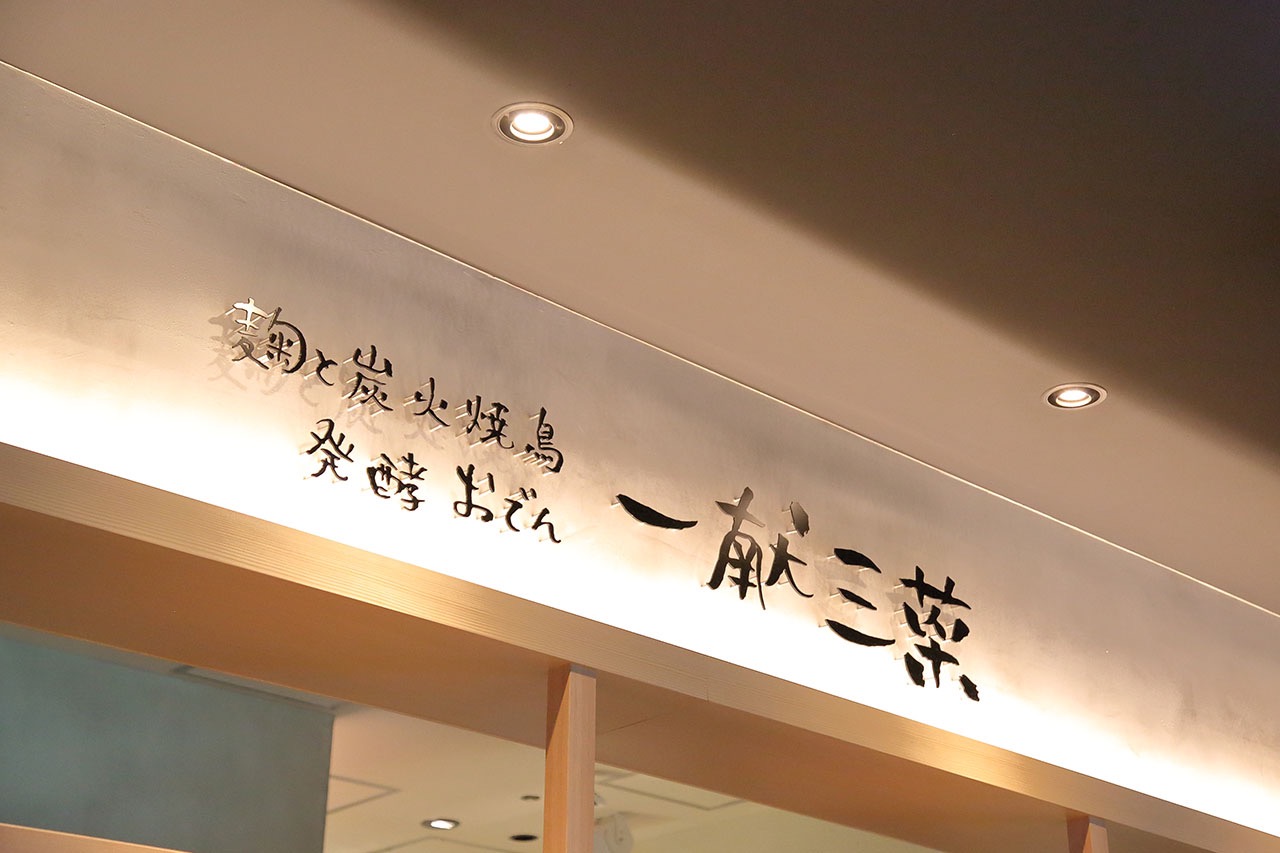 麹と炭火焼鳥
発酵おでん
一献三菜